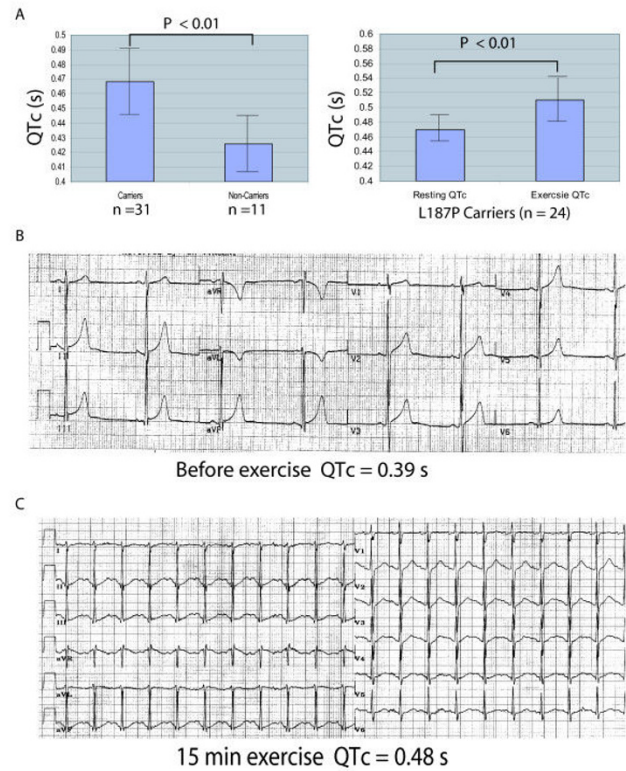 A
P < 0.01
0.5
0.49
0.48
0.47
0.46
0.45
0.44
0.43
0.42
0.41
0.4
QTc (s)
Carriers
Non-Carriers
n =31
n =11
P < 0.01
0.6
0.58
0.56
0.54
0.52
0.5
0.48
0.46
0.44
0.42
0.4
QTc (s)
Resting QTc
Exercsie QTc
L187P Carriers (n = 24)
B
I
aVR
V1
V4
II
aVL
V2
V5
III
aVF
V3
V6
Before exercise QTc = 0.39 s
C
I
V1
II
V2
III
V3
aVR
V4
aVL
V5
aVF
V6
15 min exercise QTc = 0.48 s